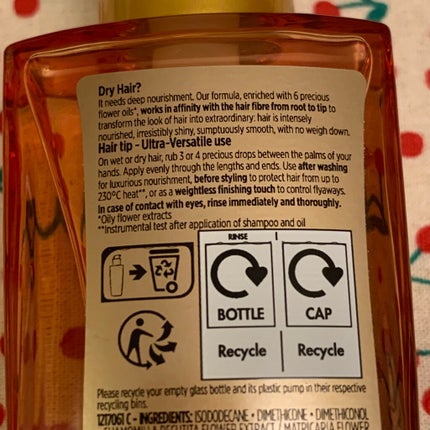 Dry Hair?
It needs deep nourishment. Our formula, enriched with 6 precious
flower oils*, works in affinity with the hair fibre from root to tip to
transform the look of hair into extraordinary: hair is intensely
nourished, irresistibly shiny, sumptuously smooth, with no weigh down.
Hair tip - Ultra-Versatile use
On wet or dry hair, rub 3 or 4 precious drops between the palms of your
hands. Apply evenly through the lengths and ends. Use after washing
for luxurious nourishment, before styling to protect hair from up to
230°C heat**, or as a weightless finishing touch to control flyaways.
In case of contact with eyes, rinse immediately and thoroughly.
*Oily flower extracts
**Instrumental test after application of shampoo and oil
RINSE
BOTTLE
CAP
Recycle
Recycle
Please recycle your empty glass bottle and its plastic pump in their respective
recycling bins.
1217061 C - INGREDIENTS: ISODODECANE • DIMETHICONE • DIMETHICONOL
CHAMOMILLA RECUTITA FLOWER EXTRACT / MATRICARIA FLOWER